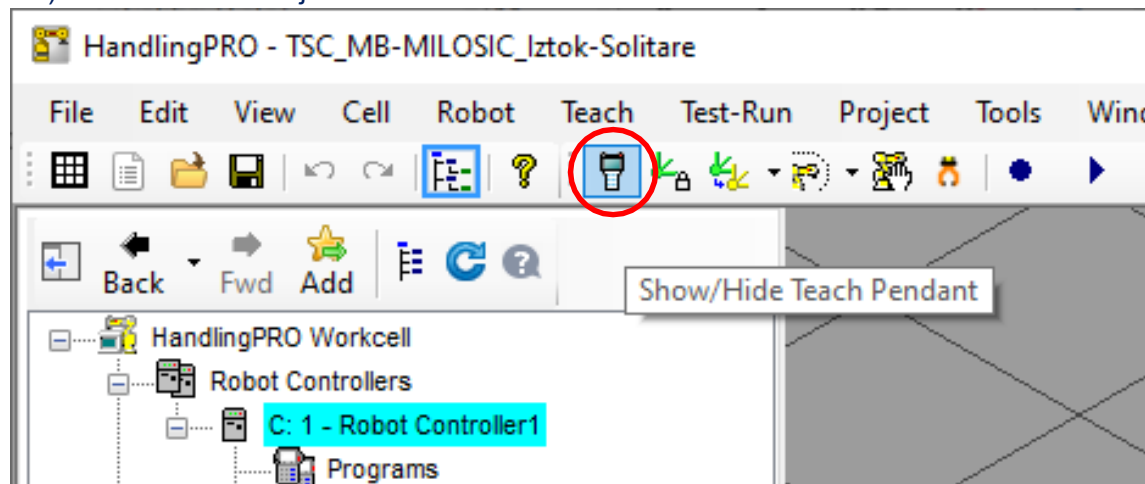 HandlingPRO - TSC_MB-MILOSIC_Iztok-Solitare
File Edit View Cell Robot Teach Test-Run Project Tools
Back Fwd Add
Show/Hide Teach Pendant
HandlingPRO Workcell
Robot Controllers
C: 1 - Robot Controller1
Programs